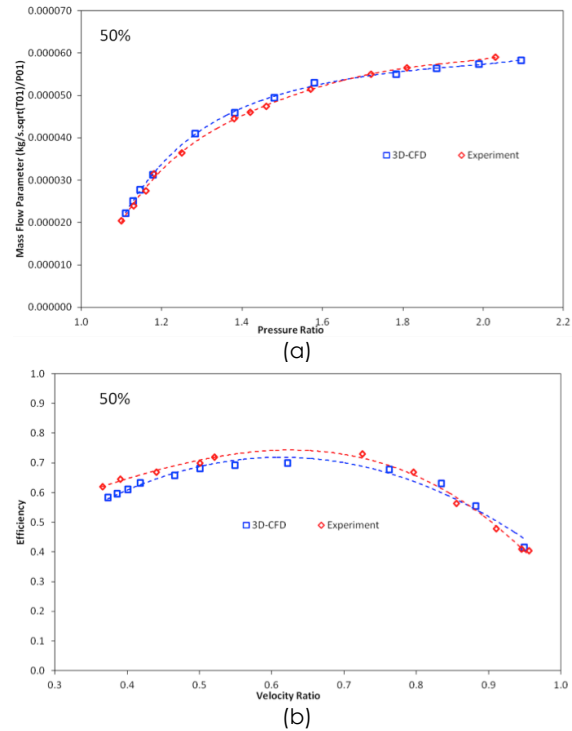 0.000070
50%
0.000060
0.000050
0.000040
0.000030
0.000020
0.000010
0.000000
Mass Flow Parameter (kg/s.sqrt(T01)/P01)
3D-CFD
Experiment
1.0 1.2 1.4 1.6 1.8 2.0 2.2
Pressure Ratio
(a)
1.0
50%
0.9
0.8
0.7
0.6
0.5
0.4
0.3
0.2
0.1
0.0
Efficiency
3D-CFD
Experiment
0.3 0.4 0.5 0.6 0.7 0.8 0.9 1.0
Velocity Ratio
(b)